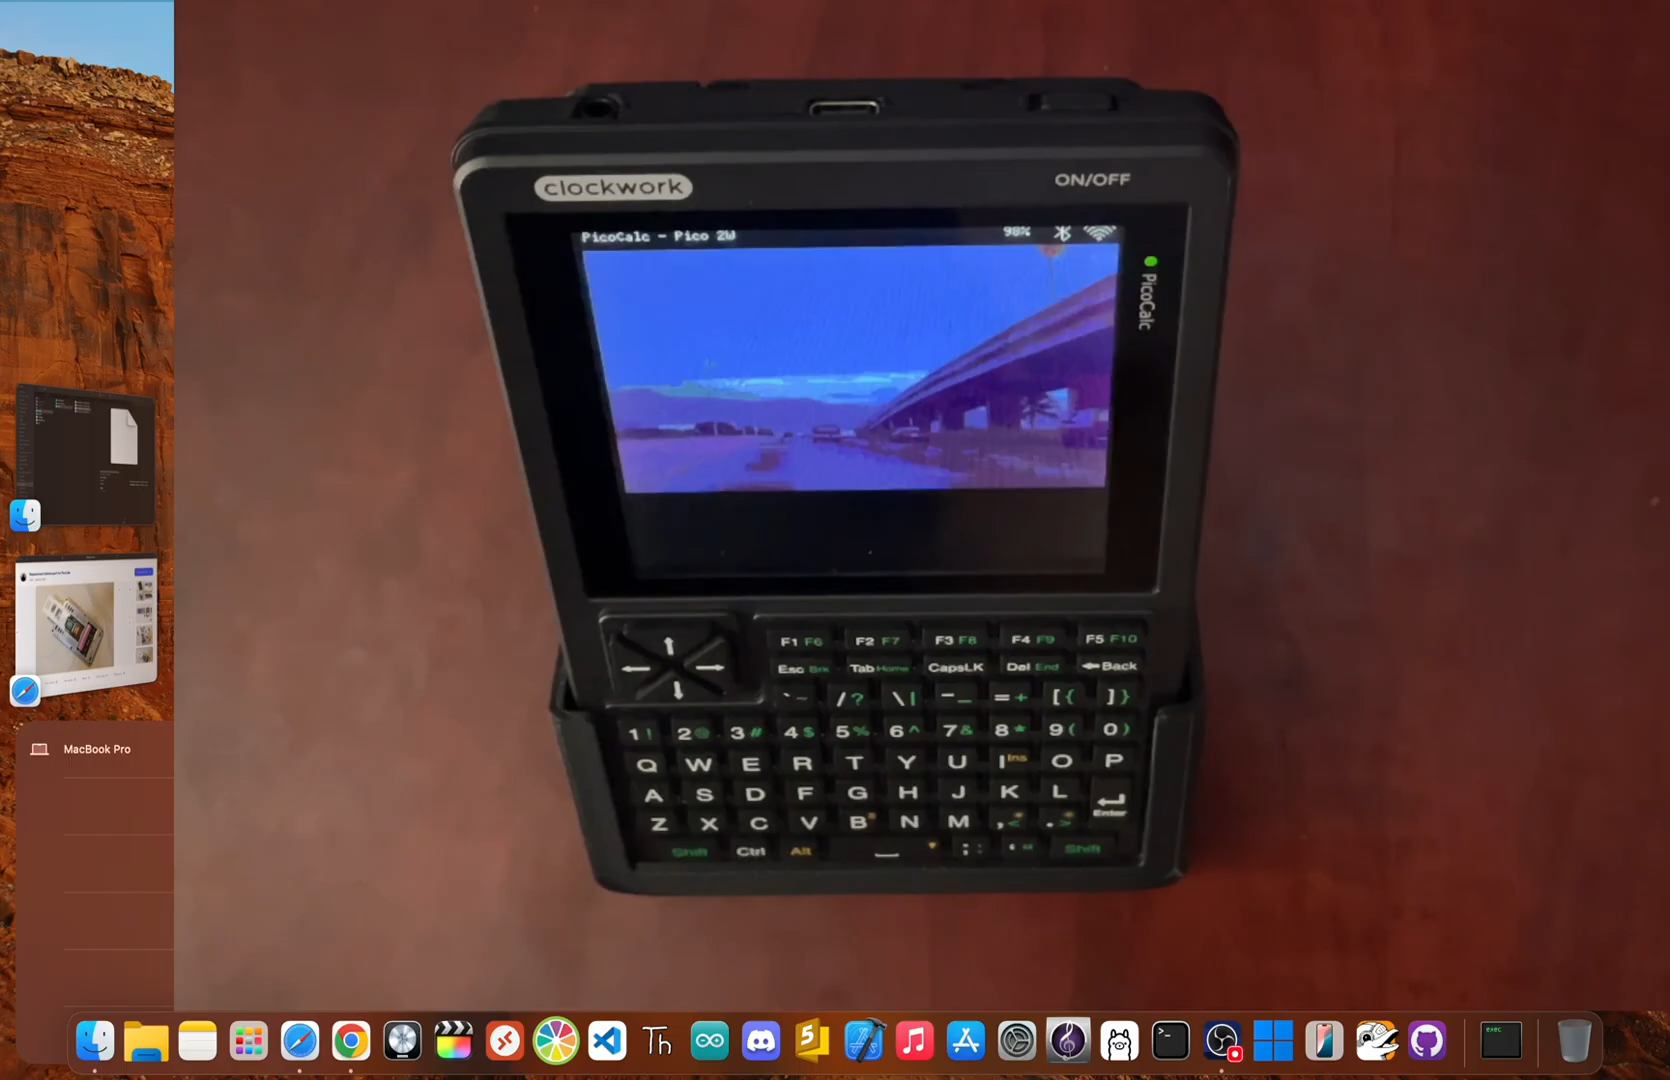 clockwork
ON/OFF
PicoCalc - Pico 2W
98%
PicoCalc
F1 F6 F2 F7 F3 F8 F4 F9 F5 F10
Esc Brk Tab Home CapsLK Del End Back
` ~ / ? \ | - _ = + [ { ] }
1 ! 2 @ 3 # 4 $ 5 % 6 ^ 7 & 8 * 9 ( 0 )
Q W E R T Y U I Ins O P
A S D F G H J K L
Enter
Z X C V B N M , < . >
Shift Ctrl Alt ; : Shift
MacBook Pro
Th
S
exec